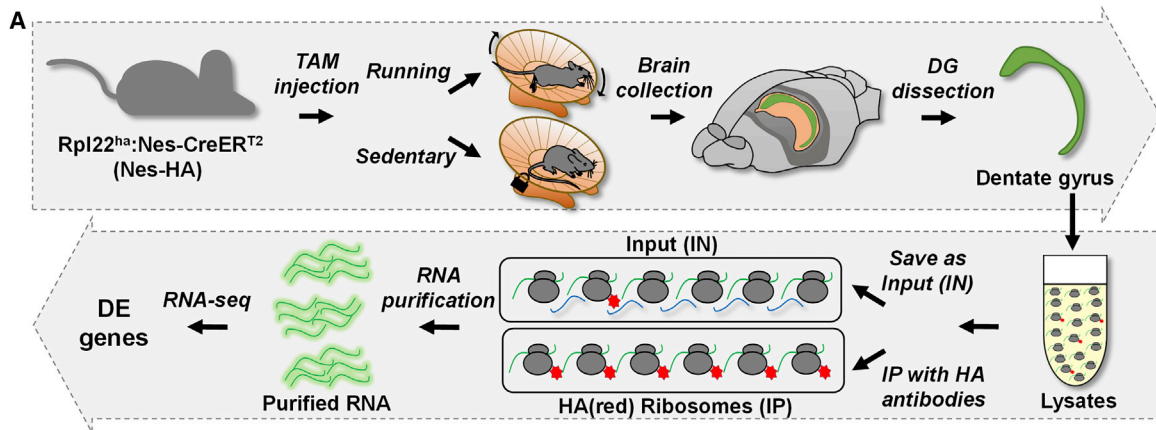 A
TAM
injection
Running
Sedentary
Brain
collection
DG
dissection
Rpl22ha:Nes-CreERT2
(Nes-HA)
Dentate gyrus
Input (IN)
Save as
Input (IN)
RNA
purification
RNA-seq
DE
genes
IP with HA
antibodies
Purified RNA
HA(red) Ribosomes (IP)
Lysates